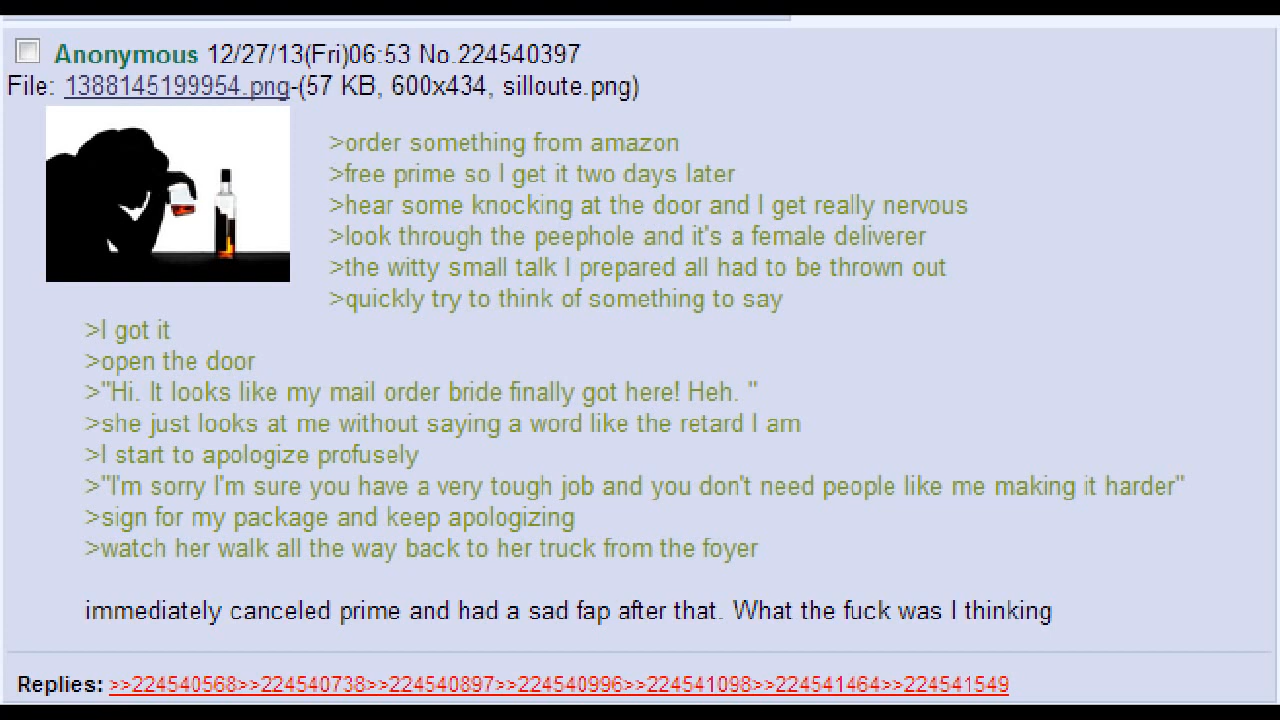 Anonymous 12/27/13(Fri)06:53 No.224540397
File: 1388145199954.png-(57 KB, 600x434, silloute.png)
>order something from amazon
>free prime so I get it two days later
>hear some knocking at the door and I get really nervous
>look through the peephole and it's a female deliverer
>the witty small talk I prepared all had to be thrown out
>quickly try to think of something to say
>I got it
>open the door
>"Hi. It looks like my mail order bride finally got here! Heh. "
>she just looks at me without saying a word like the retard I am
>I start to apologize profusely
>"I'm sorry I'm sure you have a very tough job and you don't need people like me making it harder"
>sign for my package and keep apologizing
>watch her walk all the way back to her truck from the foyer
immediately canceled prime and had a sad fap after that. What the fuck was I thinking
Replies: >>224540568>>224540738>>224540897>>224540996>>224541098>>224541464>>224541549